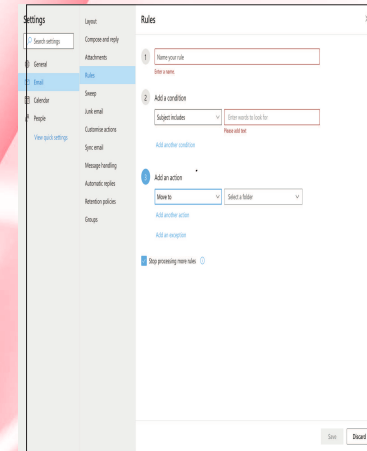 Settings
Search settings
General
Email
Calendar
People
View quick settings
Layout
Compose and reply
Attachments
Rules
Sweep
Junk email
Customise actions
Sync email
Message handling
Automatic replies
Retention policies
Groups
Rules
1 Name your rule
Enter a name.
2 Add a condition
Subject includes Enter words to look for
Please add text
Add another condition
3 Add an action
Move to Select a folder
Add another action
Add an exception
Stop processing more rules
Save Discard